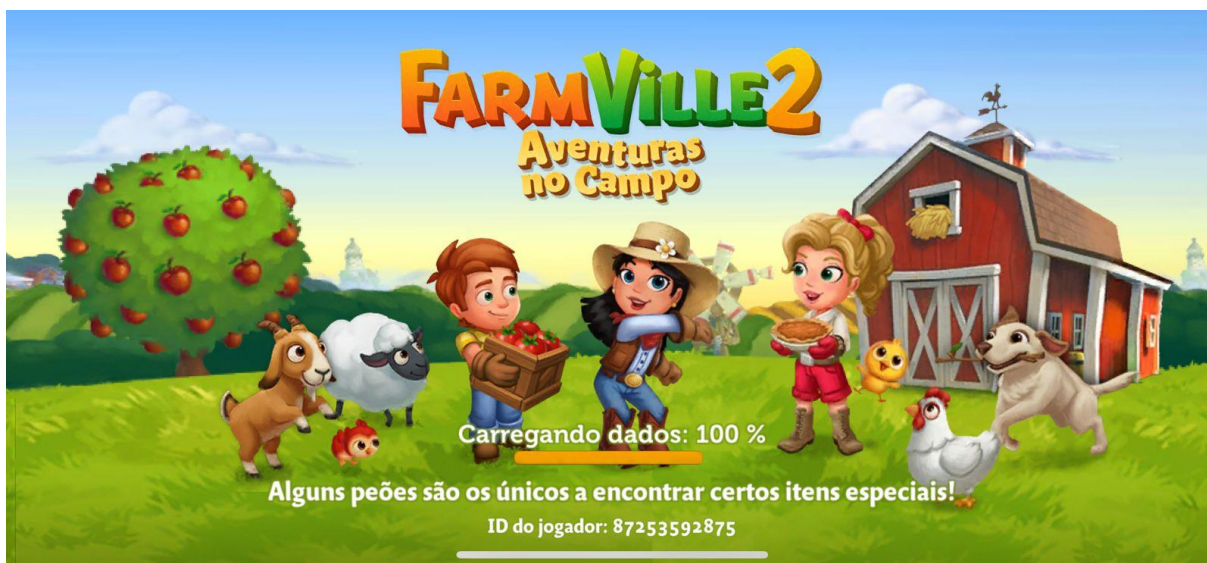 FARMVILLE2
Aventuras
no Campo
Carregando dados: 100 %
Alguns peões são os únicos a encontrar certos itens especiais!
ID do jogador: 87253592875